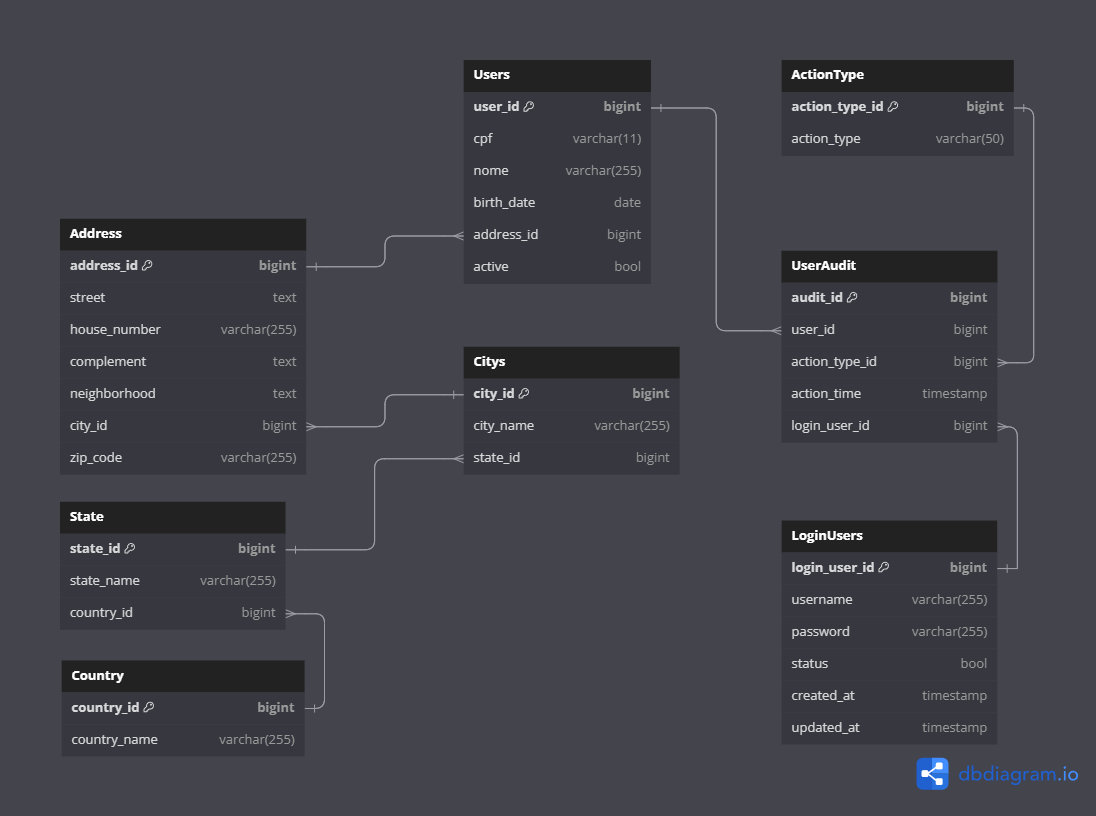 Users
user_id bigint
cpf varchar(11)
nome varchar(255)
birth_date date
address_id bigint
active bool
ActionType
action_type_id bigint
action_type varchar(50)
Address
address_id bigint
street text
house_number varchar(255)
complement text
neighborhood text
city_id bigint
zip_code varchar(255)
UserAudit
audit_id bigint
user_id bigint
action_type_id bigint
action_time timestamp
login_user_id bigint
Citys
city_id bigint
city_name varchar(255)
state_id bigint
State
state_id bigint
state_name varchar(255)
country_id bigint
LoginUsers
login_user_id bigint
username varchar(255)
password varchar(255)
status bool
created_at timestamp
updated_at timestamp
Country
country_id bigint
country_name varchar(255)
dbdiagram.io